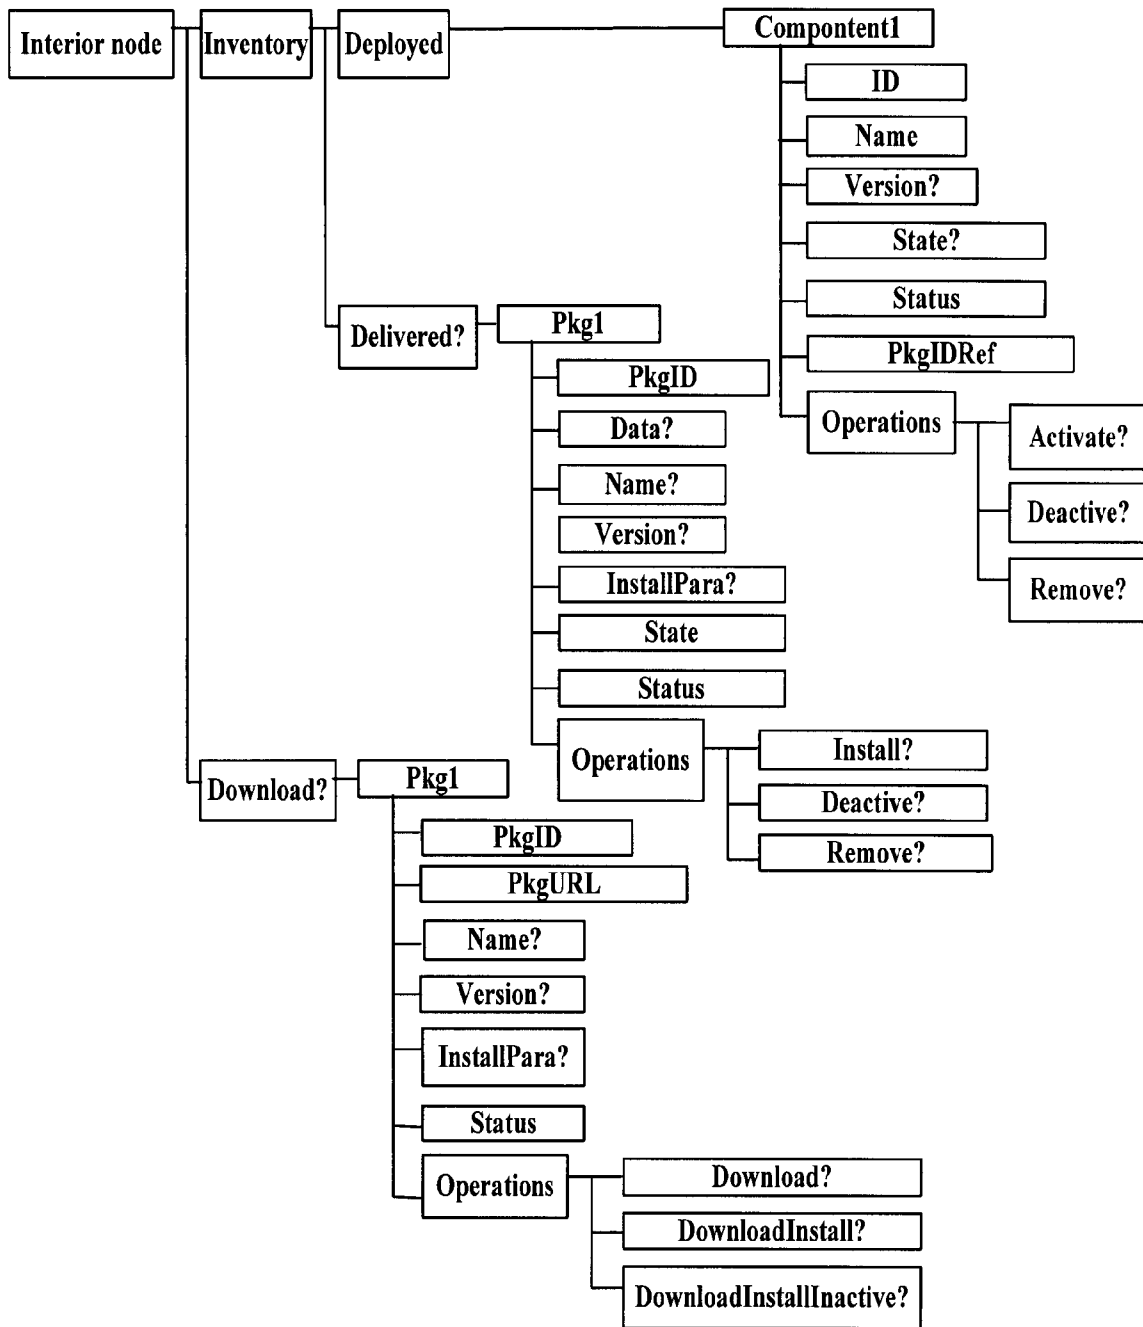 Interior node
Inventory
Deployed
Compontent1
ID
Name
Version?
State?
Status
PkgIDRef
Operations
Activate?
Deactive?
Remove?
Delivered?
Pkg1
PkgID
Data?
Name?
Version?
InstallPara?
State
Status
Operations
Install?
Deactive?
Remove?
Download?
Pkg1
PkgID
PkgURL
Name?
Version?
InstallPara?
Status
Operations
Download?
DownloadInstall?
DownloadInstallInactive?